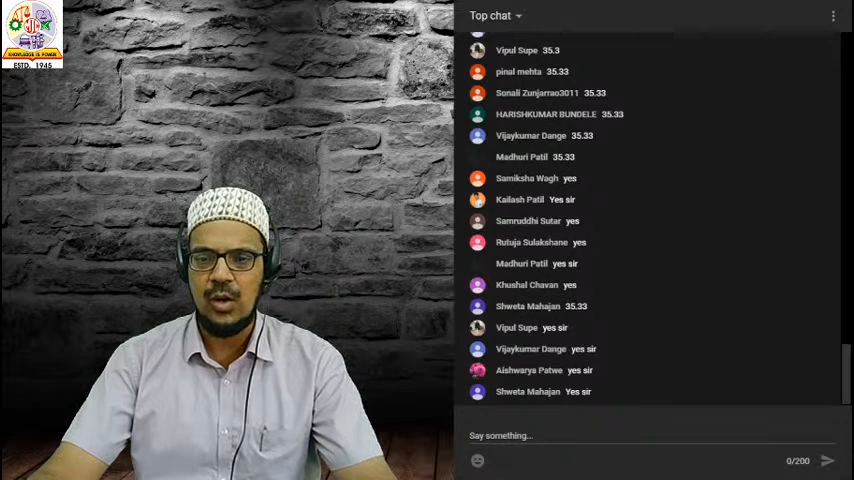 KNOWLEDGE IS POWER
ESTD. 1945
Top chat
Vipul Supe 35.3
pinal mehta 35.33
Sonali Zunjarrao3011 35.33
HARISHKUMAR BUNDELE 35.33
Vijaykumar Dange 35.33
Madhuri Patil 35.33
Samiksha Wagh yes
Kailash Patil Yes sir
Samruddhi Sutar yes
Rutuja Sulakshane yes
Madhuri Patil yes sir
Khushal Chavan yes
Shweta Mahajan 35.33
Vipul Supe yes sir
Vijaykumar Dange yes sir
Aishwarya Patwe yes sir
Shweta Mahajan Yes sir
Say something...
0/200